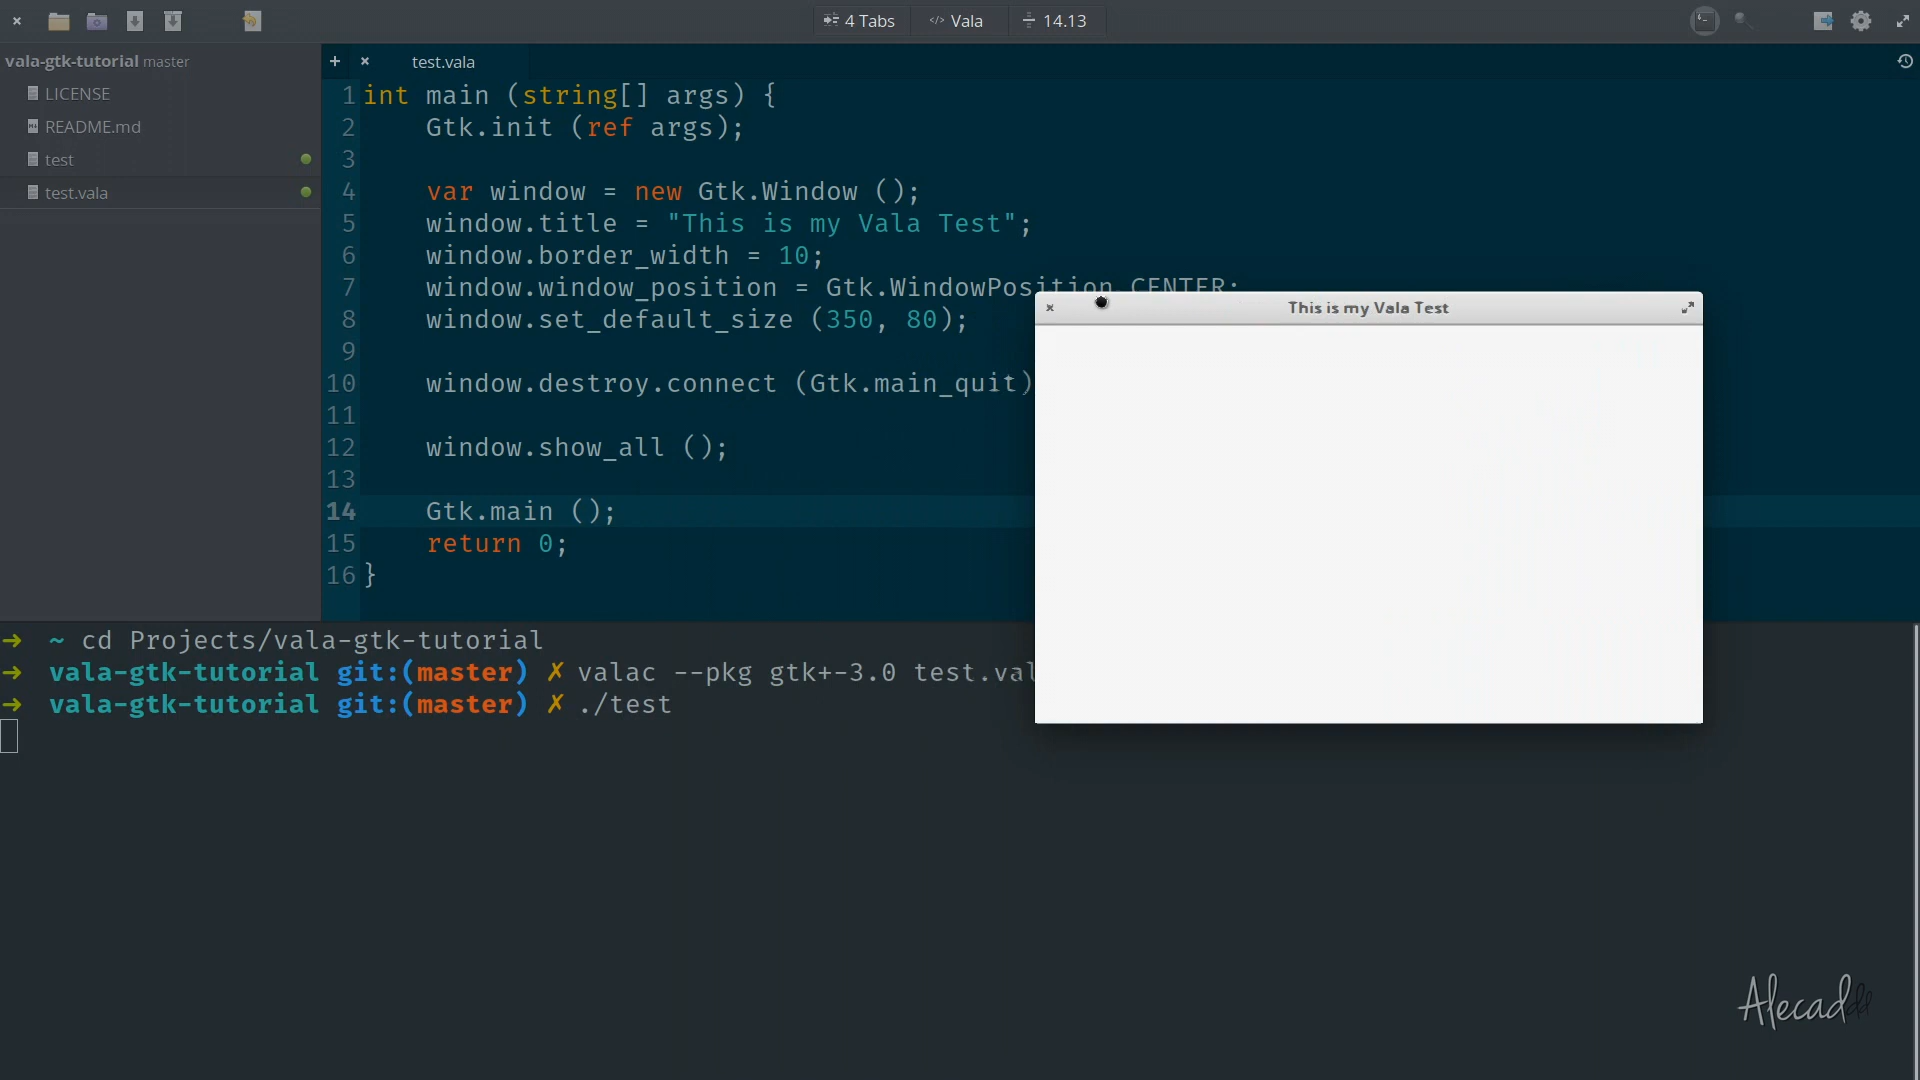 4 Tabs
</> Vala
14.13
vala-gtk-tutorial master
LICENSE
README.md
test
test.vala
+ × test.vala
1 int main (string[] args) {
2     Gtk.init (ref args);
3
4     var window = new Gtk.Window ();
5     window.title = "This is my Vala Test";
6     window.border_width = 10;
7     window.window_position = Gtk.WindowPosition.CENTER;
8     window.set_default_size (350, 80);
9
10     window.destroy.connect (Gtk.main_quit)
11
12     window.show_all ();
13
14     Gtk.main ();
15     return 0;
16 }
This is my Vala Test
→ ~ cd Projects/vala-gtk-tutorial
→ vala-gtk-tutorial git:(master) ✗ valac --pkg gtk+-3.0 test.val
→ vala-gtk-tutorial git:(master) ✗ ./test
Alecaddd